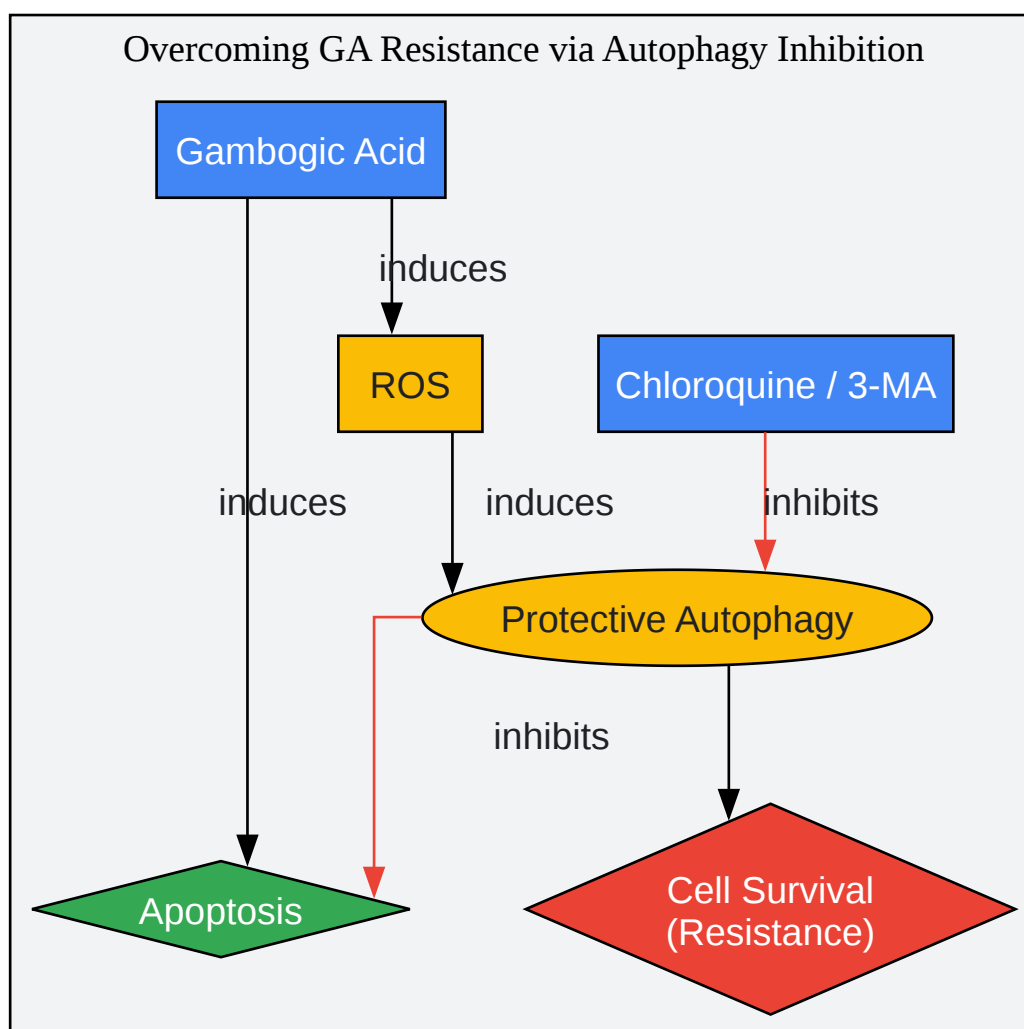 Overcoming GA Resistance via Autophagy Inhibition
Gambogic Acid
induces
ROS
Chloroquine / 3-MA
induces
induces
inhibits
Protective Autophagy
inhibits
Apoptosis
Cell Survival
(Resistance)